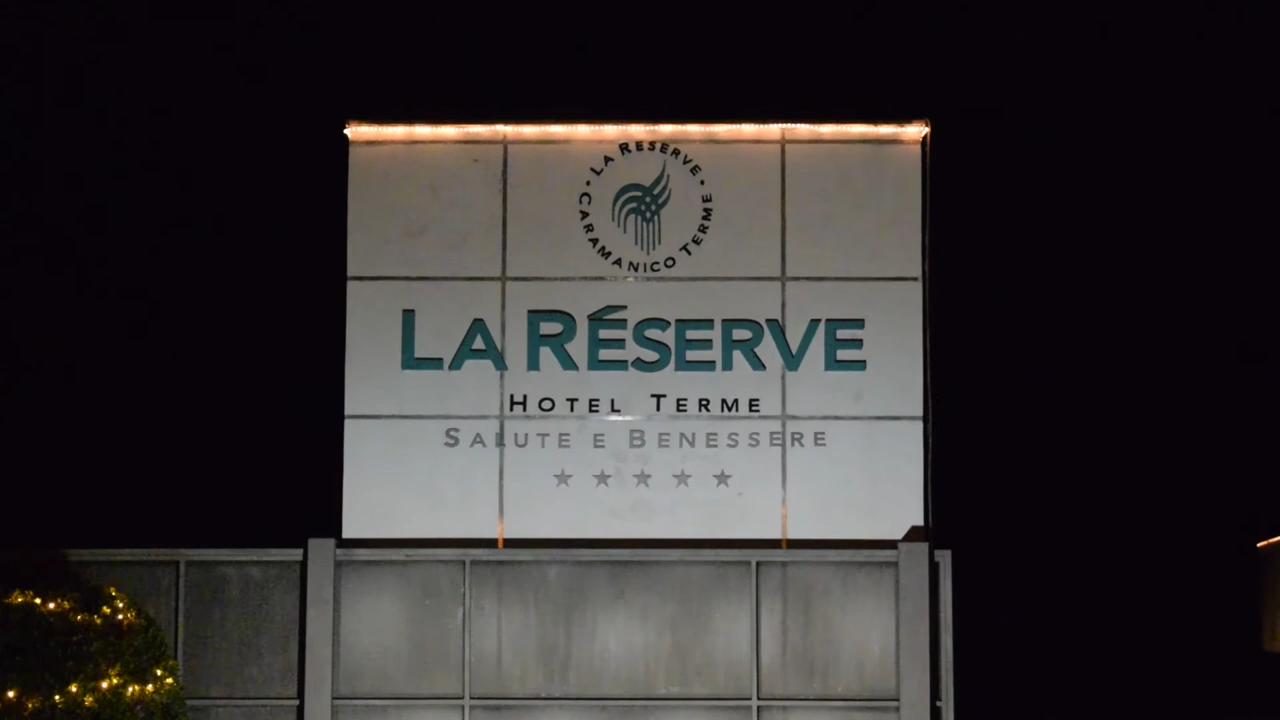 • LA RESERVE •
CARAMANICO TERME
LA RÉSERVE
HOTEL TERME
SALUTE E BENESSERE
★ ★ ★ ★ ★